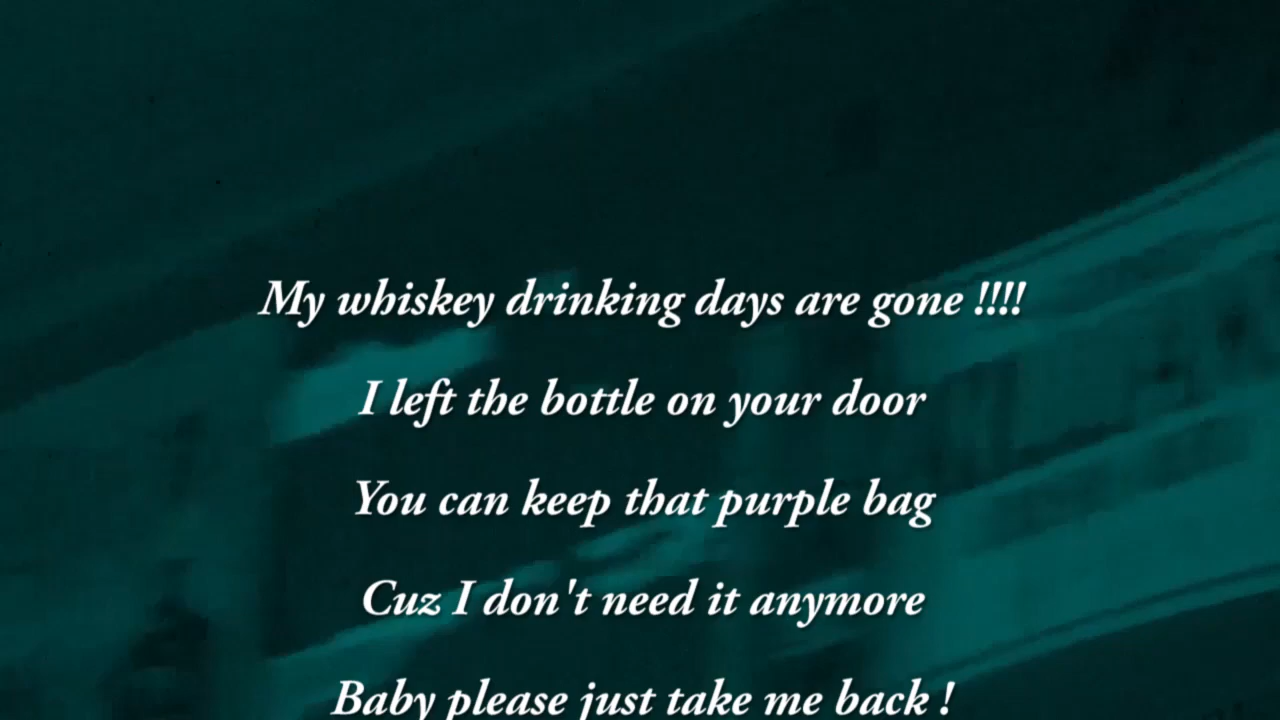 My whiskey drinking days are gone !!!!
I left the bottle on your door
You can keep that purple bag
Cuz I don't need it anymore
Baby please just take me back !